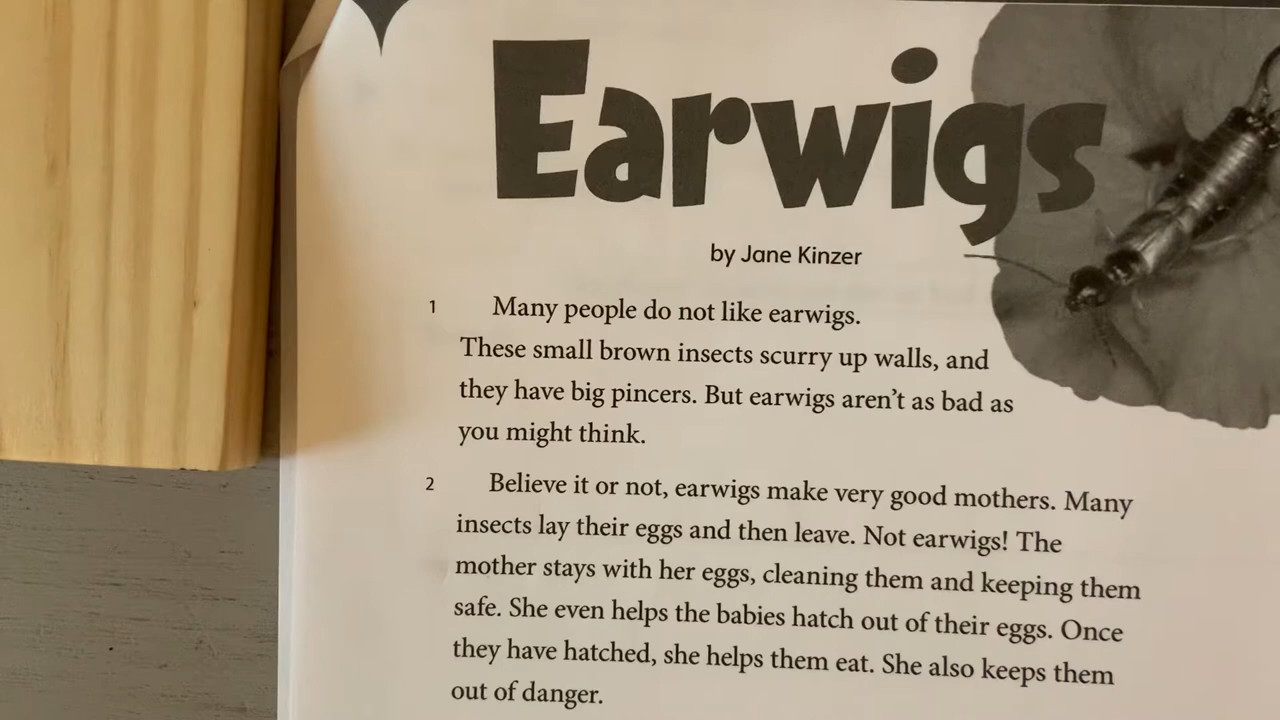 Earwigs
by Jane Kinzer
1 Many people do not like earwigs.
These small brown insects scurry up walls, and
they have big pincers. But earwigs aren’t as bad as
you might think.
2 Believe it or not, earwigs make very good mothers. Many
insects lay their eggs and then leave. Not earwigs! The
mother stays with her eggs, cleaning them and keeping them
safe. She even helps the babies hatch out of their eggs. Once
they have hatched, she helps them eat. She also keeps them
out of danger.